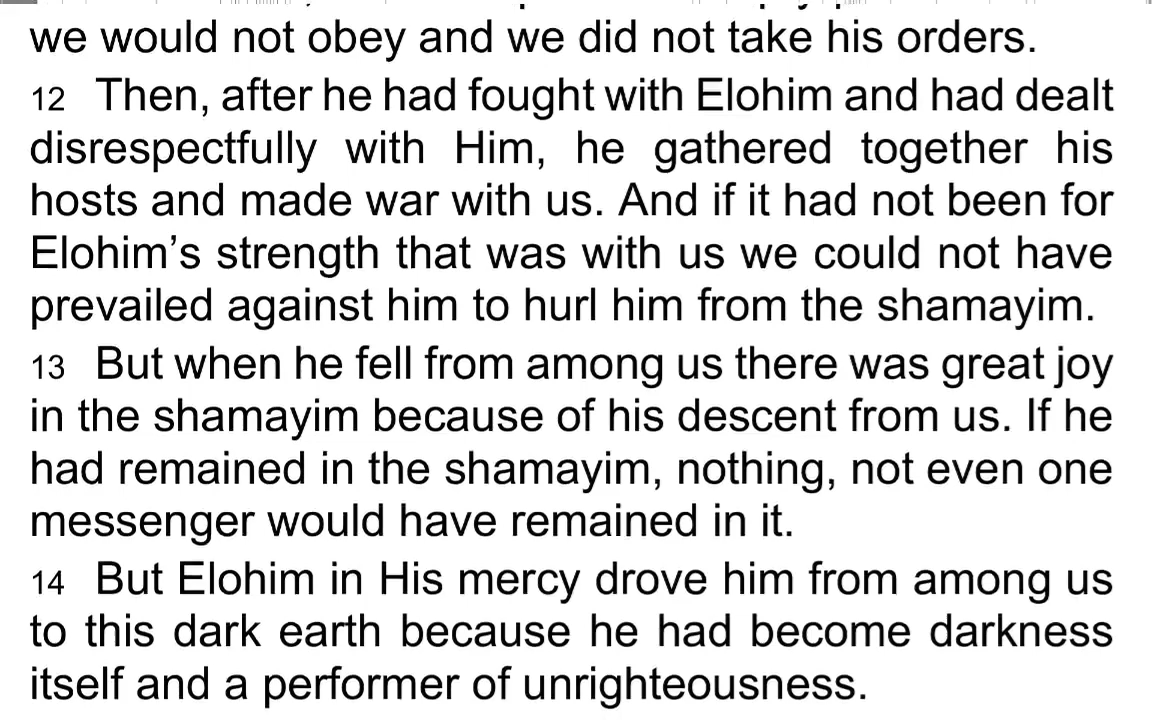 we would not obey and we did not take his orders.
12 Then, after he had fought with Elohim and had dealt
disrespectfully with Him, he gathered together his
hosts and made war with us. And if it had not been for
Elohim’s strength that was with us we could not have
prevailed against him to hurl him from the shamayim.
13 But when he fell from among us there was great joy
in the shamayim because of his descent from us. If he
had remained in the shamayim, nothing, not even one
messenger would have remained in it.
14 But Elohim in His mercy drove him from among us
to this dark earth because he had become darkness
itself and a performer of unrighteousness.